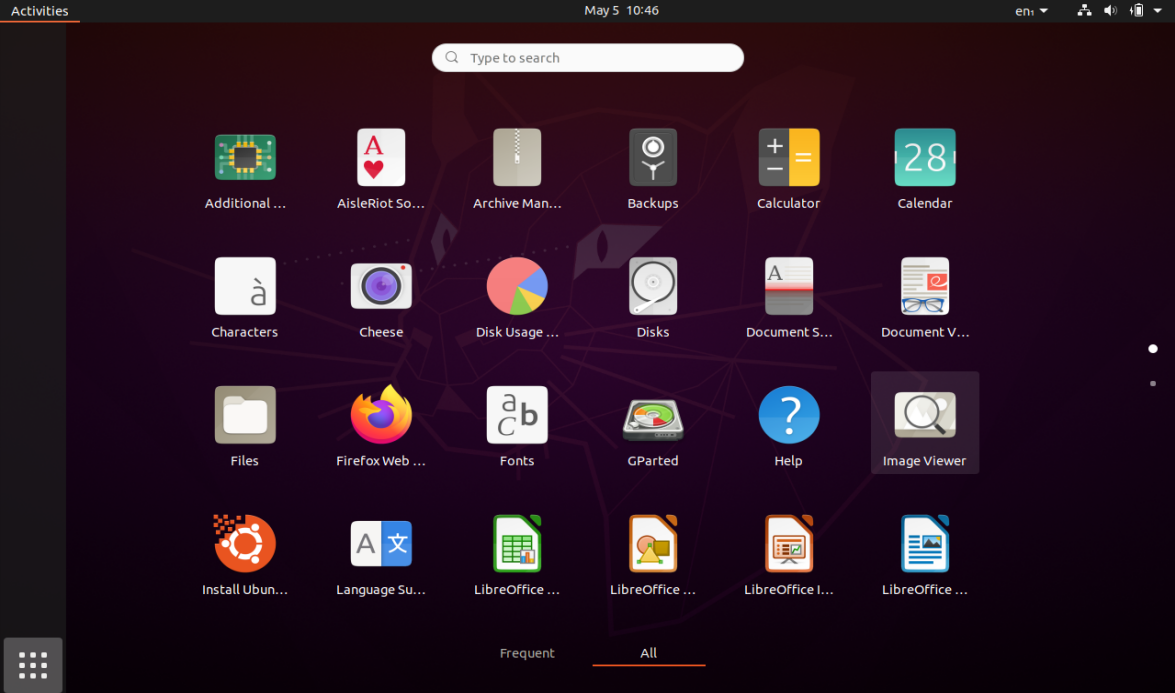 Activities
May 5 10:46
en₁
Type to search
A
28
Additional ...
AisleRiot So...
Archive Man...
Backups
Calculator
Calendar
à
A
Characters
Cheese
Disk Usage ...
Disks
Document S...
Document V...
a b C
?
Files
Firefox Web ...
Fonts
GParted
Help
Image Viewer
A 文
Install Ubun...
Language Su...
LibreOffice ...
LibreOffice ...
LibreOffice I...
LibreOffice ...
Frequent
All